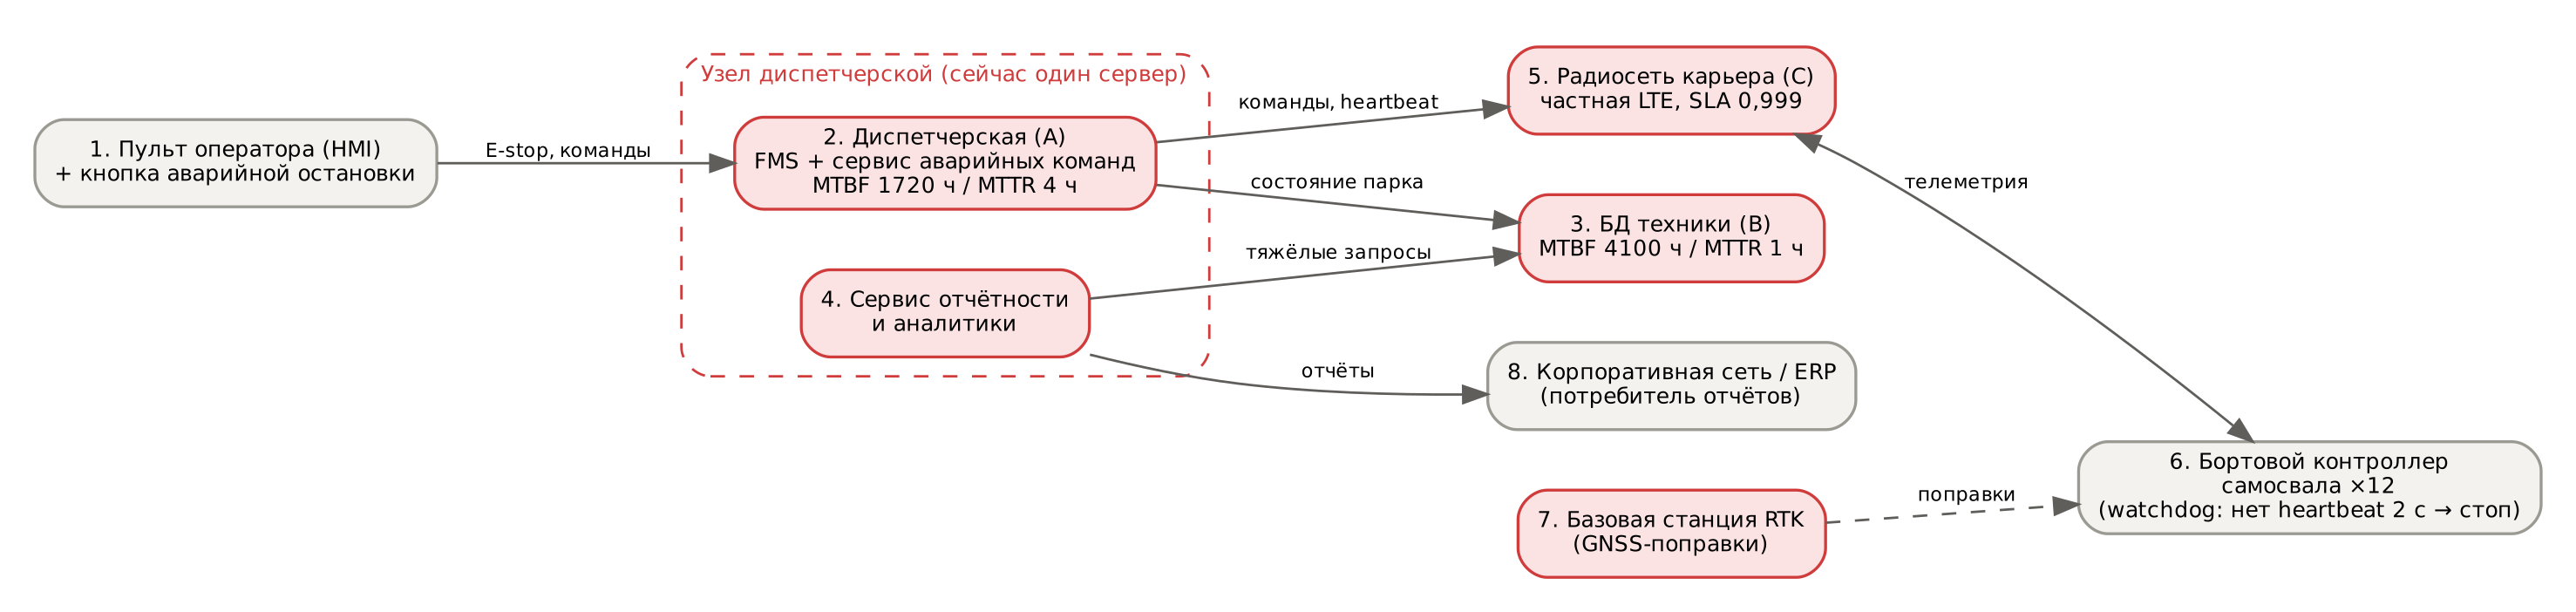 Узел диспетчерской (сейчас один сервер)
1. Пульт оператора (HMI)
+ кнопка аварийной остановки
E-stop, команды
2. Диспетчерская (A)
FMS + сервис аварийных команд
MTBF 1720 ч / MTTR 4 ч
команды, heartbeat
5. Радиосеть карьера (C)
частная LTE, SLA 0,999
состояние парка
3. БД техники (B)
MTBF 4100 ч / MTTR 1 ч
телеметрия
4. Сервис отчётности
и аналитики
тяжёлые запросы
отчёты
8. Корпоративная сеть / ERP
(потребитель отчётов)
7. Базовая станция RTK
(GNSS-поправки)
поправки
6. Бортовой контроллер
самосвала ×12
(watchdog: нет heartbeat 2 с → стоп)